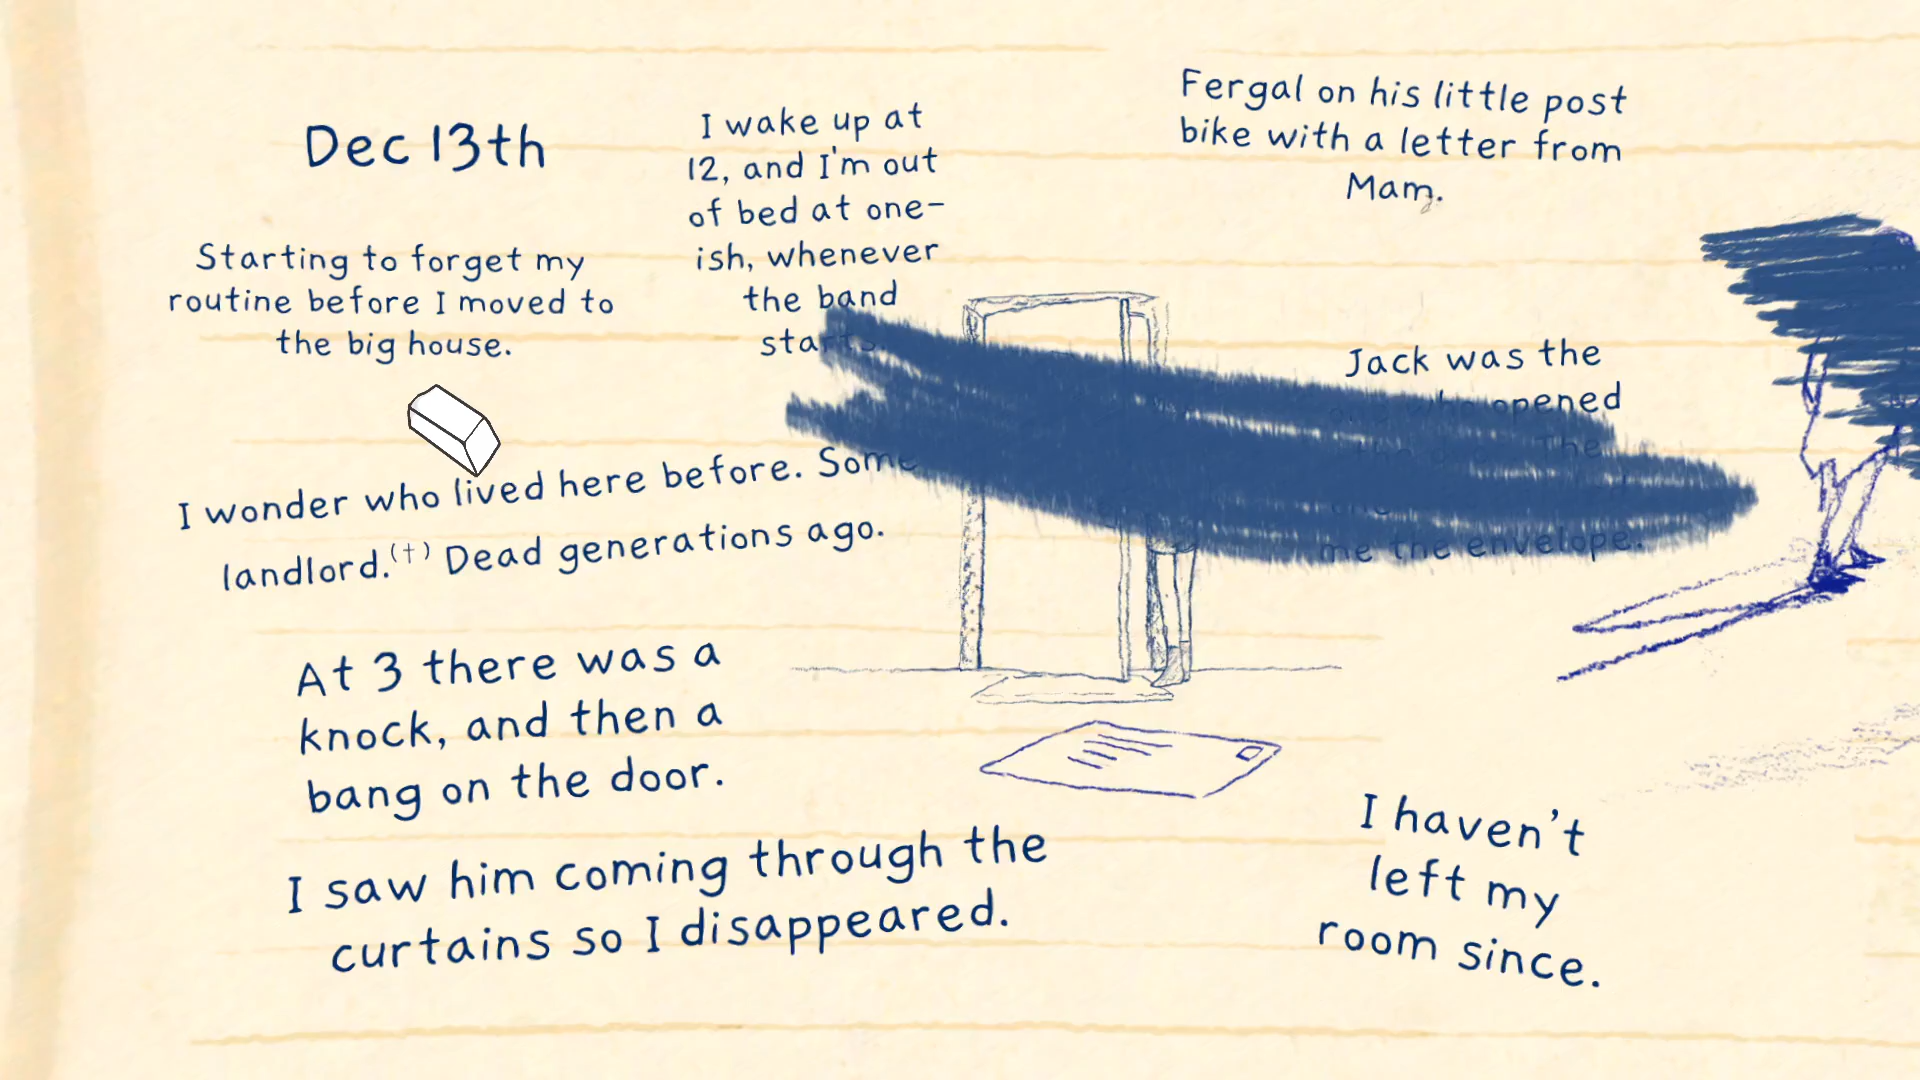 Dec 13th
Starting to forget my
routine before I moved to
the big house.
I wake up at
12, and I'm out
of bed at one-
ish, whenever
the band
starts.
I wonder who lived here before. Some
landlord.(†) Dead generations ago.
At 3 there was a
knock, and then a
bang on the door.
I saw him coming through the
curtains so I disappeared.
Fergal on his little post
bike with a letter from
Mam.
Jack was the
one who opened
The
me the envelope.
I haven't
left my
room since.